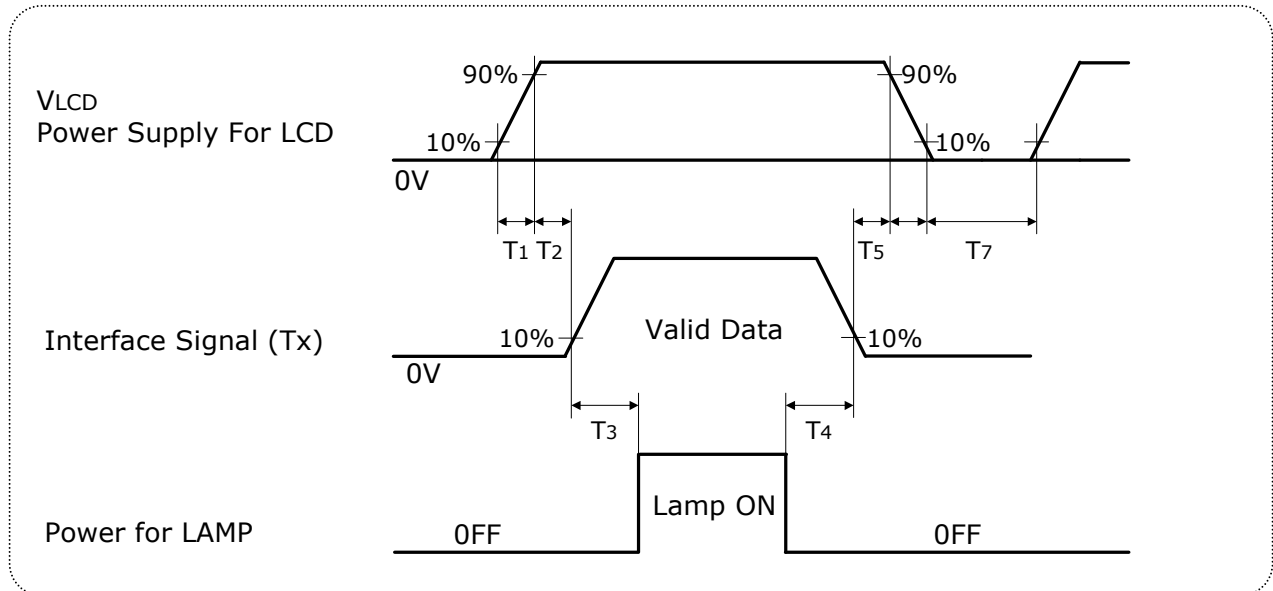 90%
90%
VLCD
Power Supply For LCD
10%
10%
0V
T1 T2
T5
T7
Interface Signal (Tx)
10%
Valid Data
10%
0V
T3
T4
Lamp ON
Power for LAMP
0FF
0FF